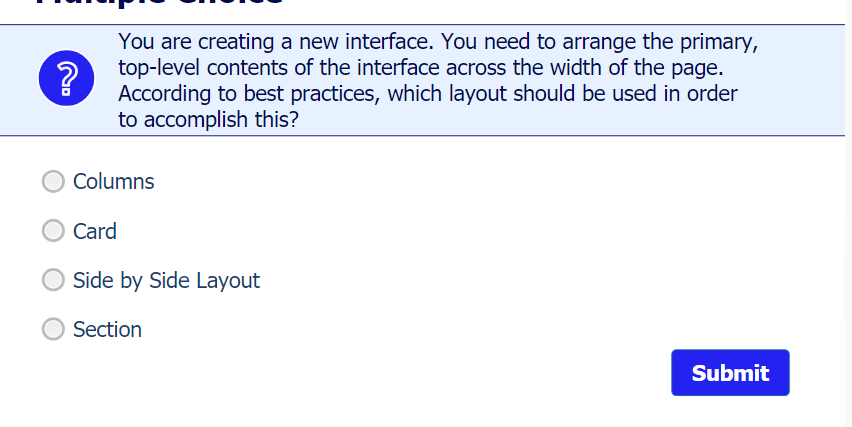 Multiple Choice
You are creating a new interface. You need to arrange the primary,
top-level contents of the interface across the width of the page.
According to best practices, which layout should be used in order
to accomplish this?
Columns
Card
Side by Side Layout
Section
Submit